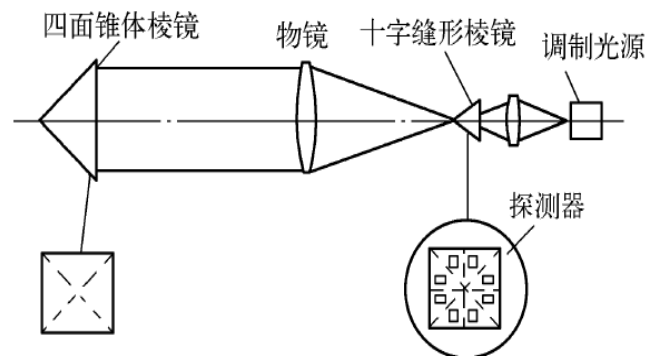 四面锥体棱镜
物镜
十字缝形棱镜
调制光源
探测器